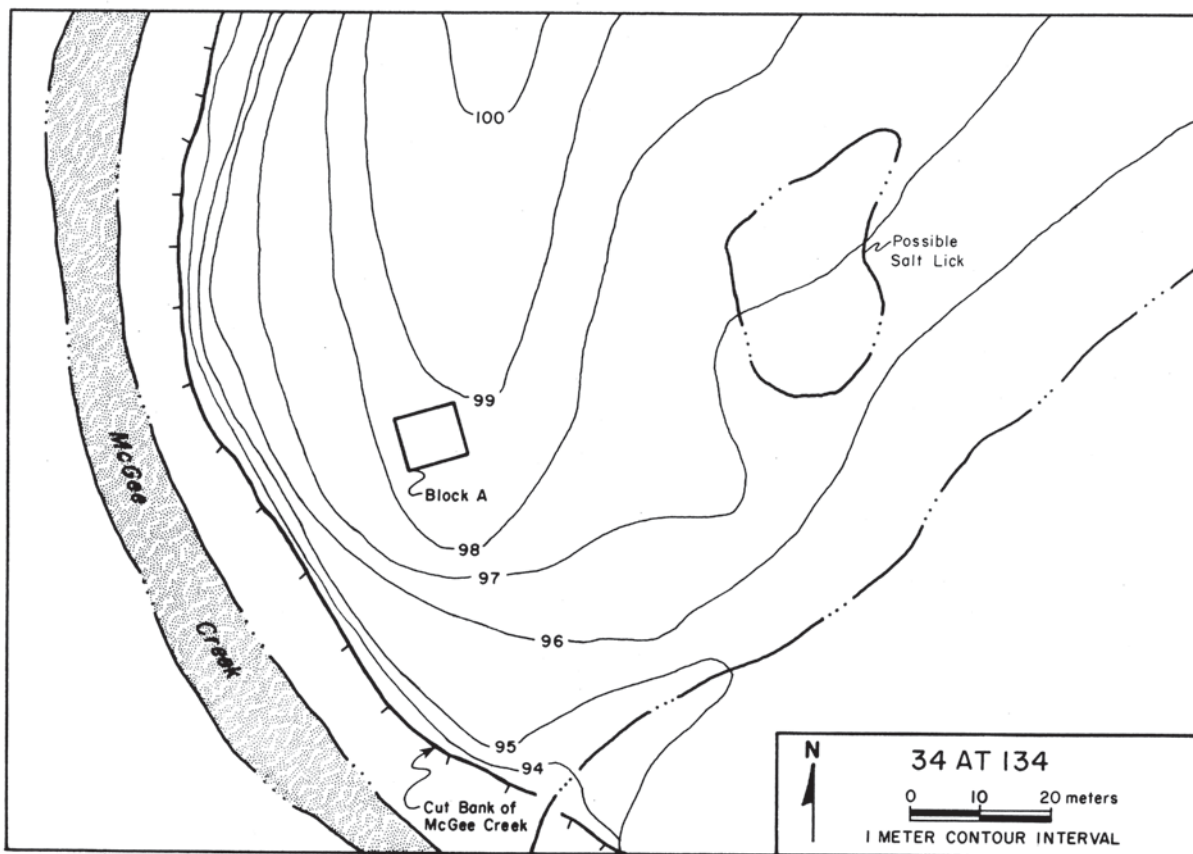 100
Possible
Salt Lick
99
McGee
Block A
98
97
96
Creek
95
94
Cut Bank of
McGee Creek
N
34 AT 134
0 10 20 meters
1 METER CONTOUR INTERVAL